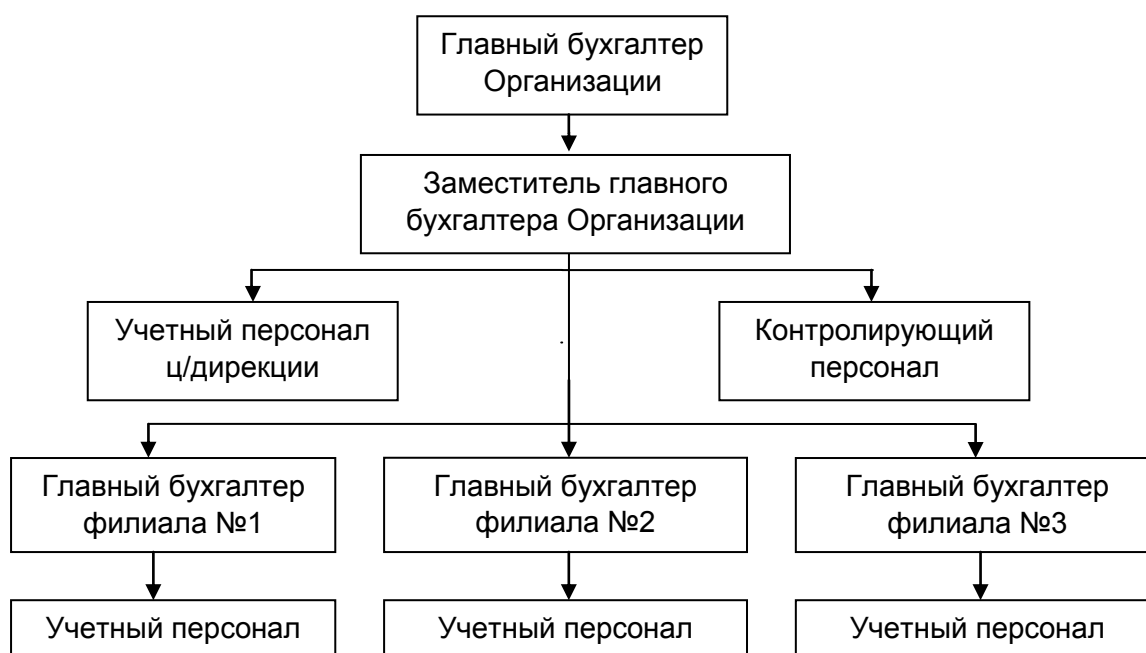 Главный бухгалтер
Организации
Заместитель главного
бухгалтера Организации
Учетный персонал
ц/дирекции
Контролирующий
персонал
Главный бухгалтер
филиала №1
Главный бухгалтер
филиала №2
Главный бухгалтер
филиала №3
Учетный персонал
Учетный персонал
Учетный персонал